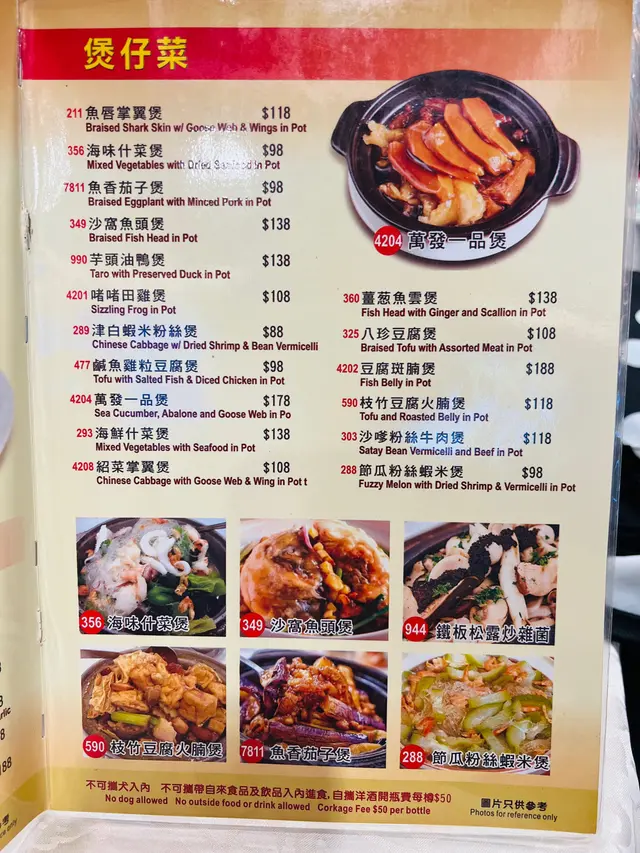 煲仔菜
211 魚唇掌翼煲 $118
Braised Shark Skin w/ Goose Web & Wings in Pot
356 海味什菜煲 $98
Mixed Vegetables with Dried Seafood in Pot
7811 魚香茄子煲 $98
Braised Eggplant with Minced Pork in Pot
349 沙窩魚頭煲 $138
Braised Fish Head in Pot
990 芋頭油鴨煲 $138
Taro with Preserved Duck in Pot
4201 啫啫田雞煲 $108
Sizzling Frog in Pot
289 津白蝦米粉絲煲 $88
Chinese Cabbage w/ Dried Shrimp & Bean Vermicelli
477 鹹魚雞粒豆腐煲 $98
Tofu with Salted Fish & Diced Chicken in Pot
4204 萬發一品煲 $178
Sea Cucumber, Abalone and Goose Web in Po
293 海鮮什菜煲 $138
Mixed Vegetables with Seafood in Pot
4208 紹菜掌翼煲 $108
Chinese Cabbage with Goose Web & Wing in Pot t
4204 萬發一品煲
360 薑葱魚雲煲 $138
Fish Head with Ginger and Scallion in Pot
325 八珍豆腐煲 $108
Braised Tofu with Assorted Meat in Pot
4202 豆腐斑腩煲 $188
Fish Belly in Pot
590 枝竹豆腐火腩煲 $118
Tofu and Roasted Belly in Pot
303 沙嗲粉絲牛肉煲 $118
Satay Bean Vermicelli and Beef in Pot
288 節瓜粉絲蝦米煲 $98
Fuzzy Melon with Dried Shrimp & Vermicelli in Pot
356 海味什菜煲
349 沙窩魚頭煲
944 鐵板松露炒雜菌
590 枝竹豆腐火腩煲
7811 魚香茄子煲
288 節瓜粉絲蝦米煲
不可攜犬入內 不可攜帶自來食品及飲品入內進食,自攜洋酒開瓶費每樽$50
No dog allowed No outside food or drink allowed Corkage Fee $50 per bottle
圖片只供參考
Photos for reference only